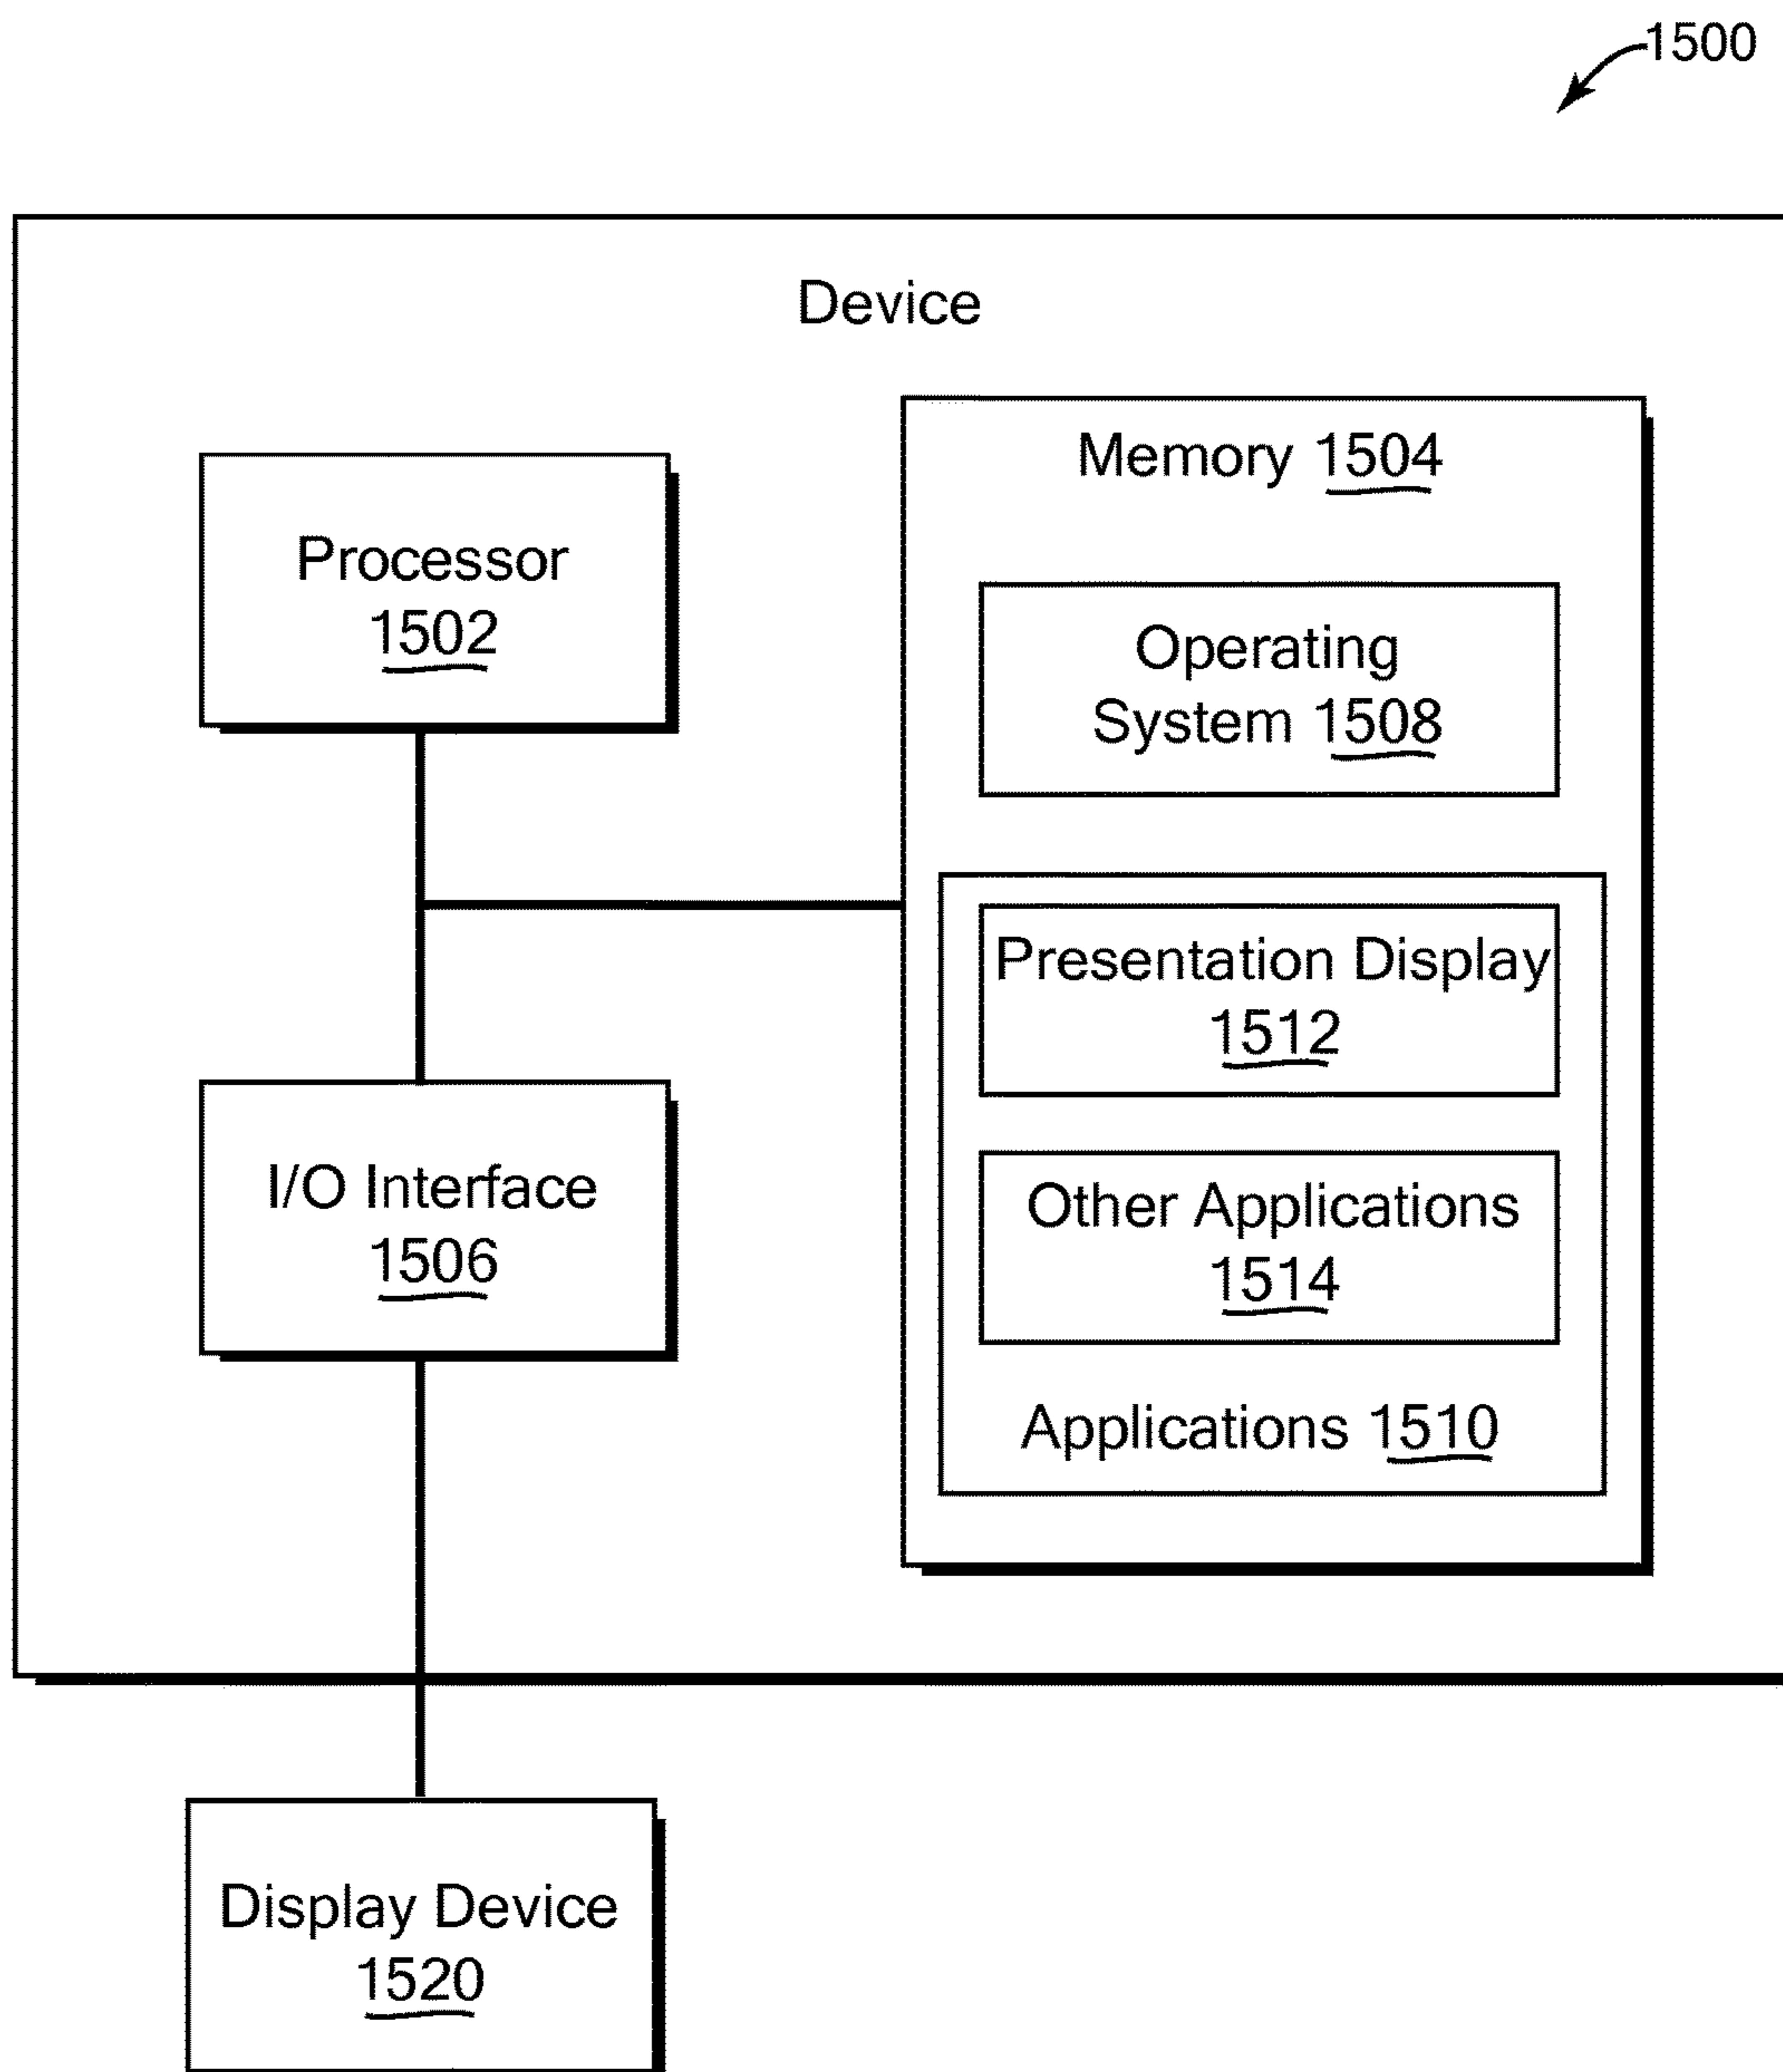 1500
Device
Processor
1502
Memory 1504
Operating
System 1508
Presentation Display
1512
I/O Interface
1506
Other Applications
1514
Applications 1510
Display Device
1520